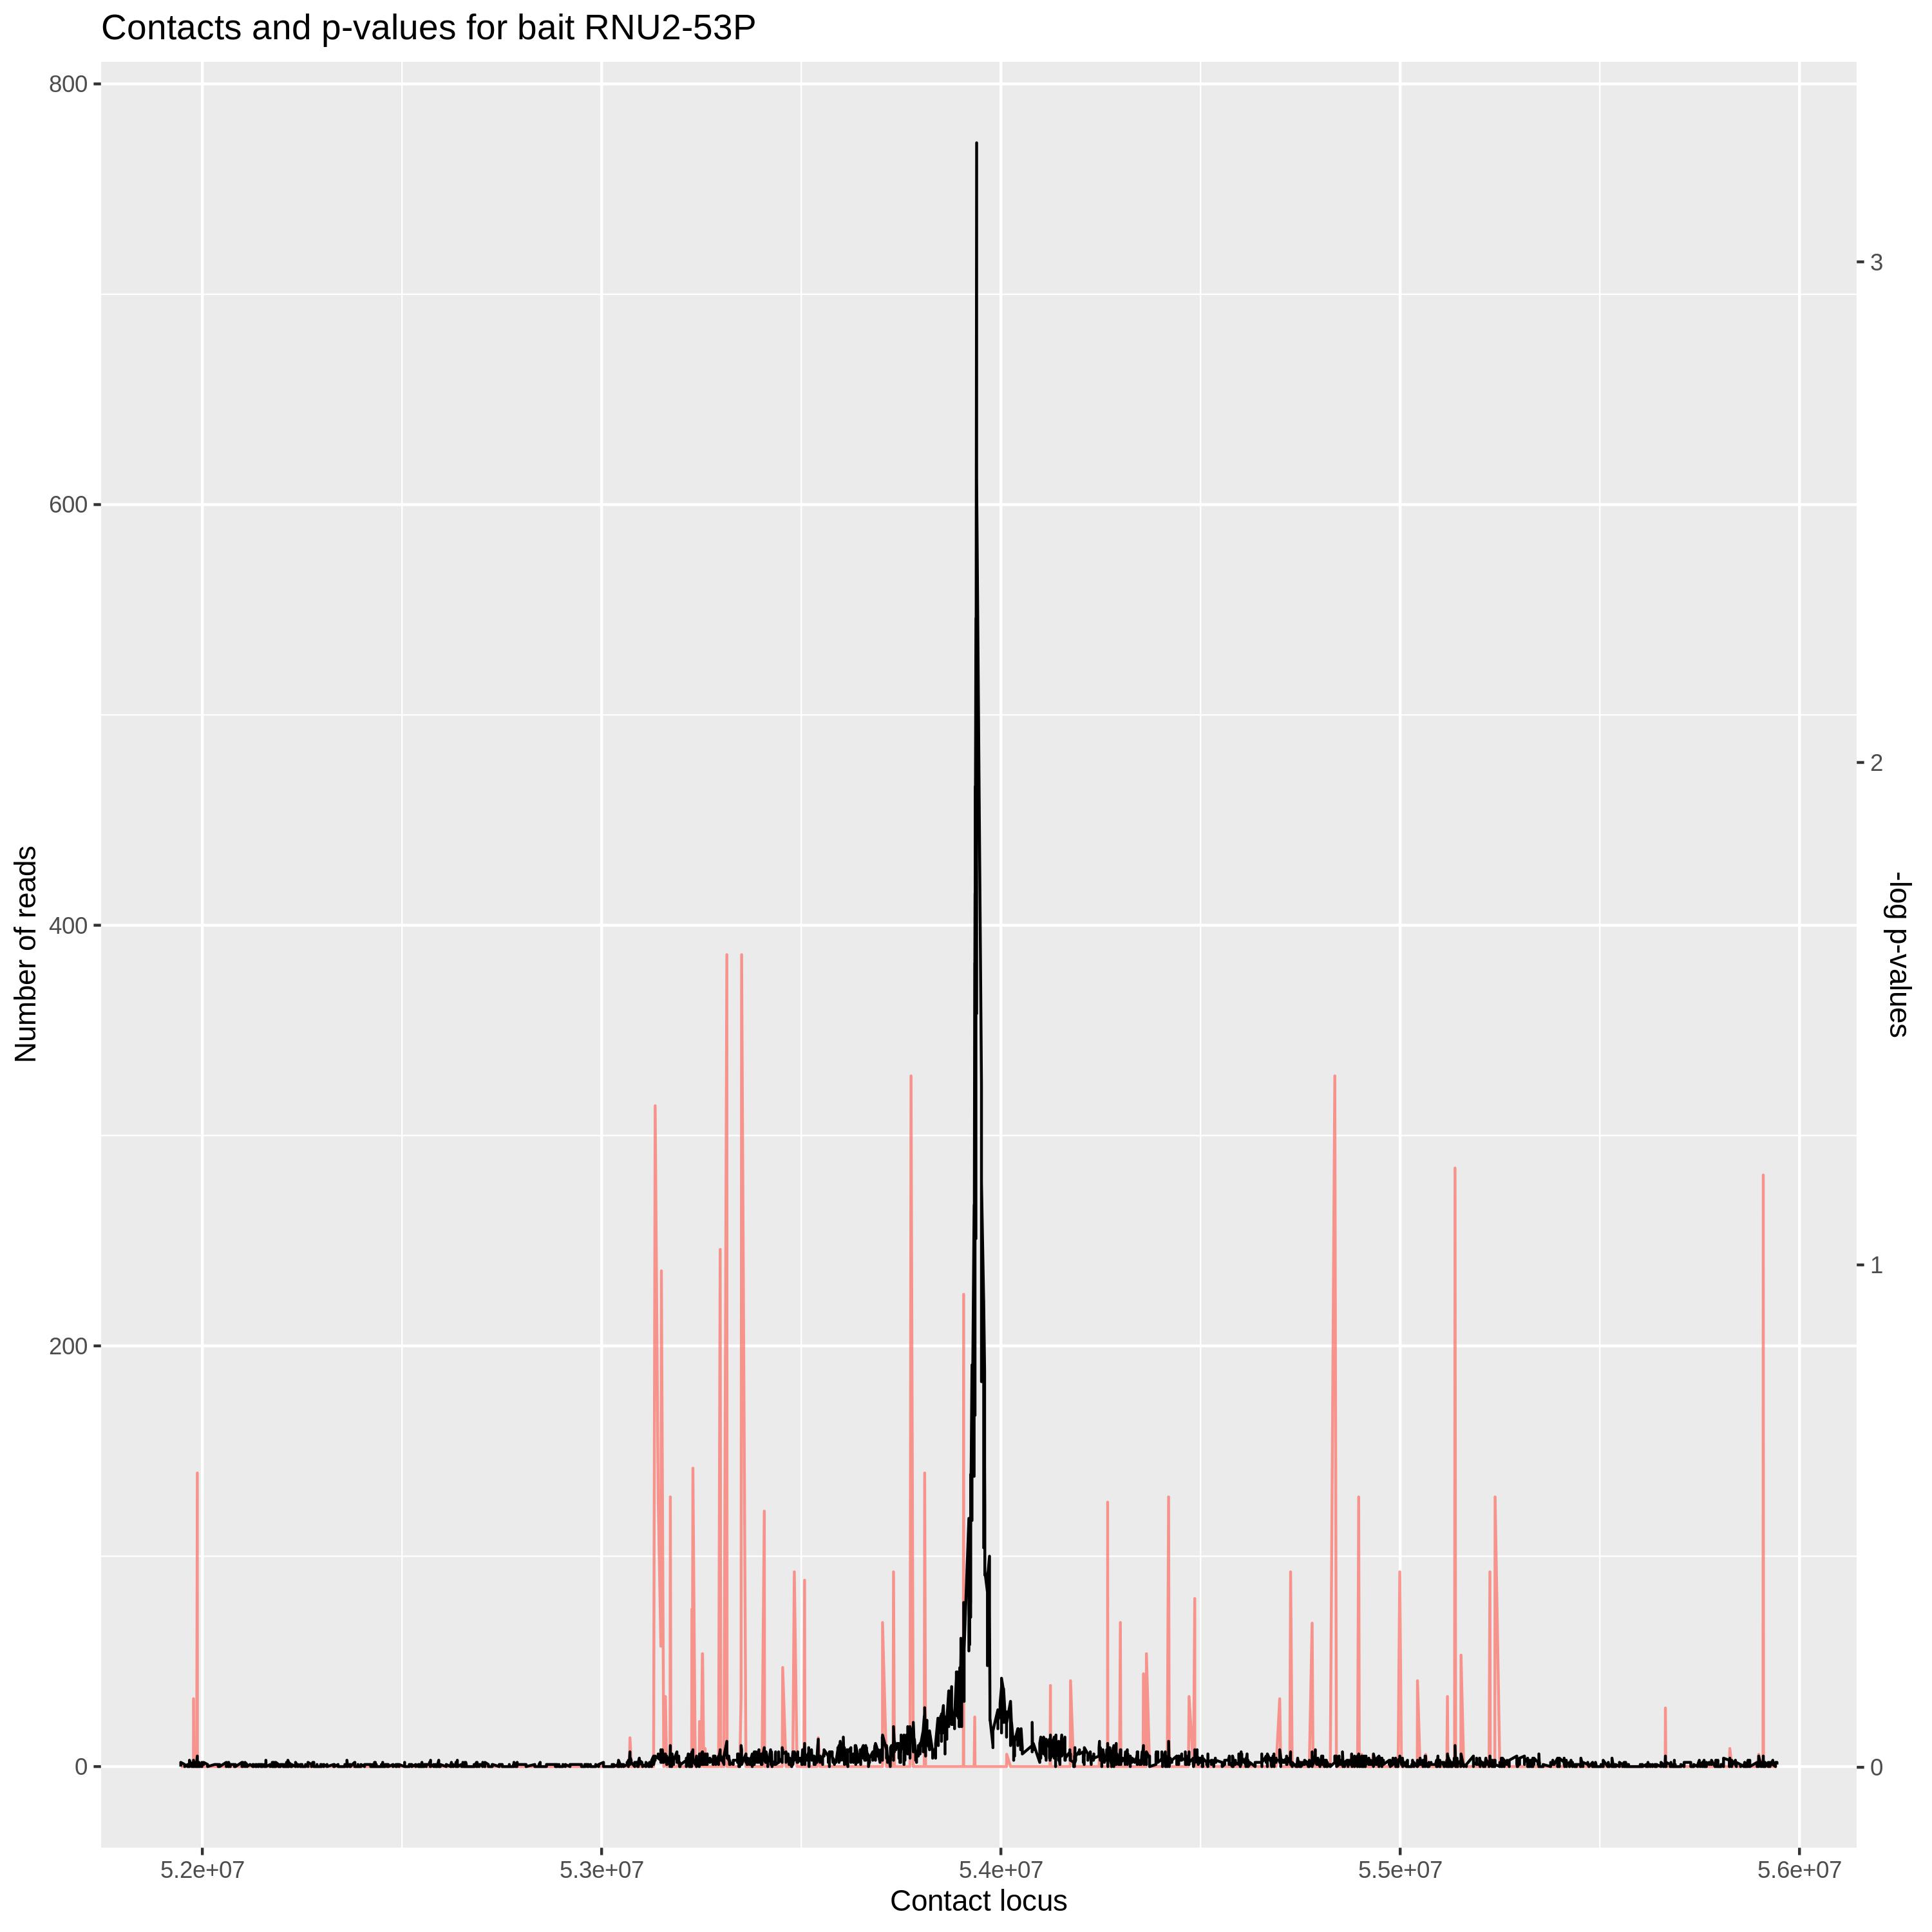 Contacts and p-values for bait RNU2-53P
800
600
400
200
0
Number of reads
3
2
1
0
-log p-values
5.2e+07
5.3e+07
5.4e+07
5.5e+07
5.6e+07
Contact locus